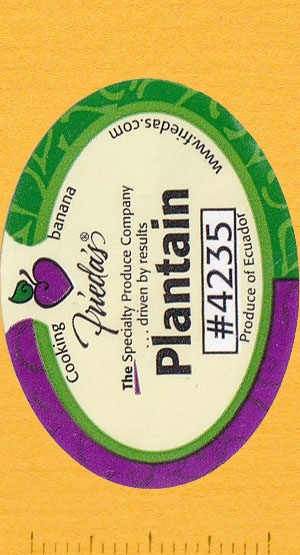 Cooking banana
Frieda's®
The Specialty Produce Company
... driven by results
Plantain
#4235
Produce of Ecuador
www.friedas.com